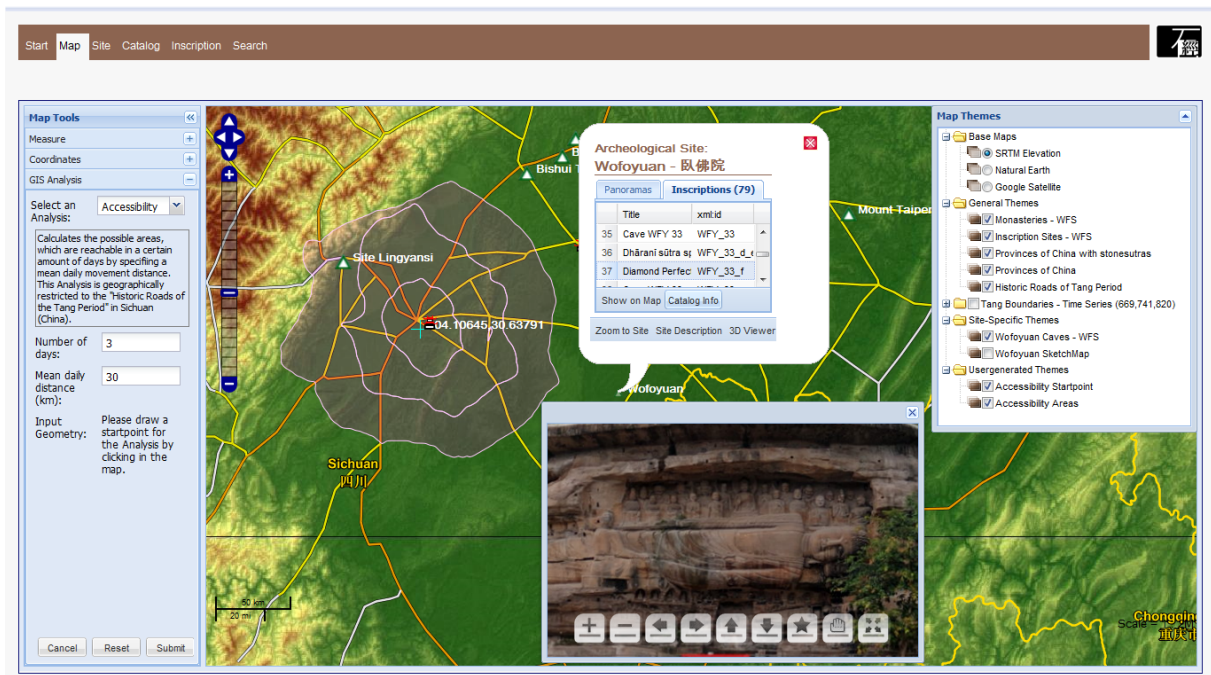 Start Map Site Catalog Inscription Search
石經
Map Tools
Measure
Coordinates
GIS Analysis
Select an
Analysis:
Accessibility
Calculates the possible areas,
which are reachable in a certain
amount of days by specifing a
mean daily movement distance.
This Analysis is geographically
restricted to the "Historic Roads of
the Tang Period" in Sichuan
(China).
Number of
days:
3
Mean daily
distance
(km):
30
Input
Geometry:
Please draw a
startpoint for
the Analysis by
clicking in the
map.
Cancel Reset Submit
Bishui
Site Lingyansi
04.10645,30.63791
Mount Taiper
Wofoyuan
Sichuan
四川
50 km
20 mi
Archeological Site:
Wofoyuan - 臥佛院
Panoramas Inscriptions (79)
Title xml:id
35 Cave WFY 33 WFY_33
36 Dhāraṇī sūtra sp WFY_33_d_e
37 Diamond Perfec WFY_33_f
Show on Map Catalog Info
Zoom to Site Site Description 3D Viewer
Map Themes
Base Maps
SRTM Elevation
Natural Earth
Google Satellite
General Themes
Monasteries - WFS
Inscription Sites - WFS
Provinces of China with stonesutras
Provinces of China
Historic Roads of Tang Period
Tang Boundaries - Time Series (669,741,820)
Site-Specific Themes
Wofoyuan Caves - WFS
Wofoyuan SketchMap
Usergenerated Themes
Accessibility Startpoint
Accessibility Areas
Chongqin
重庆市